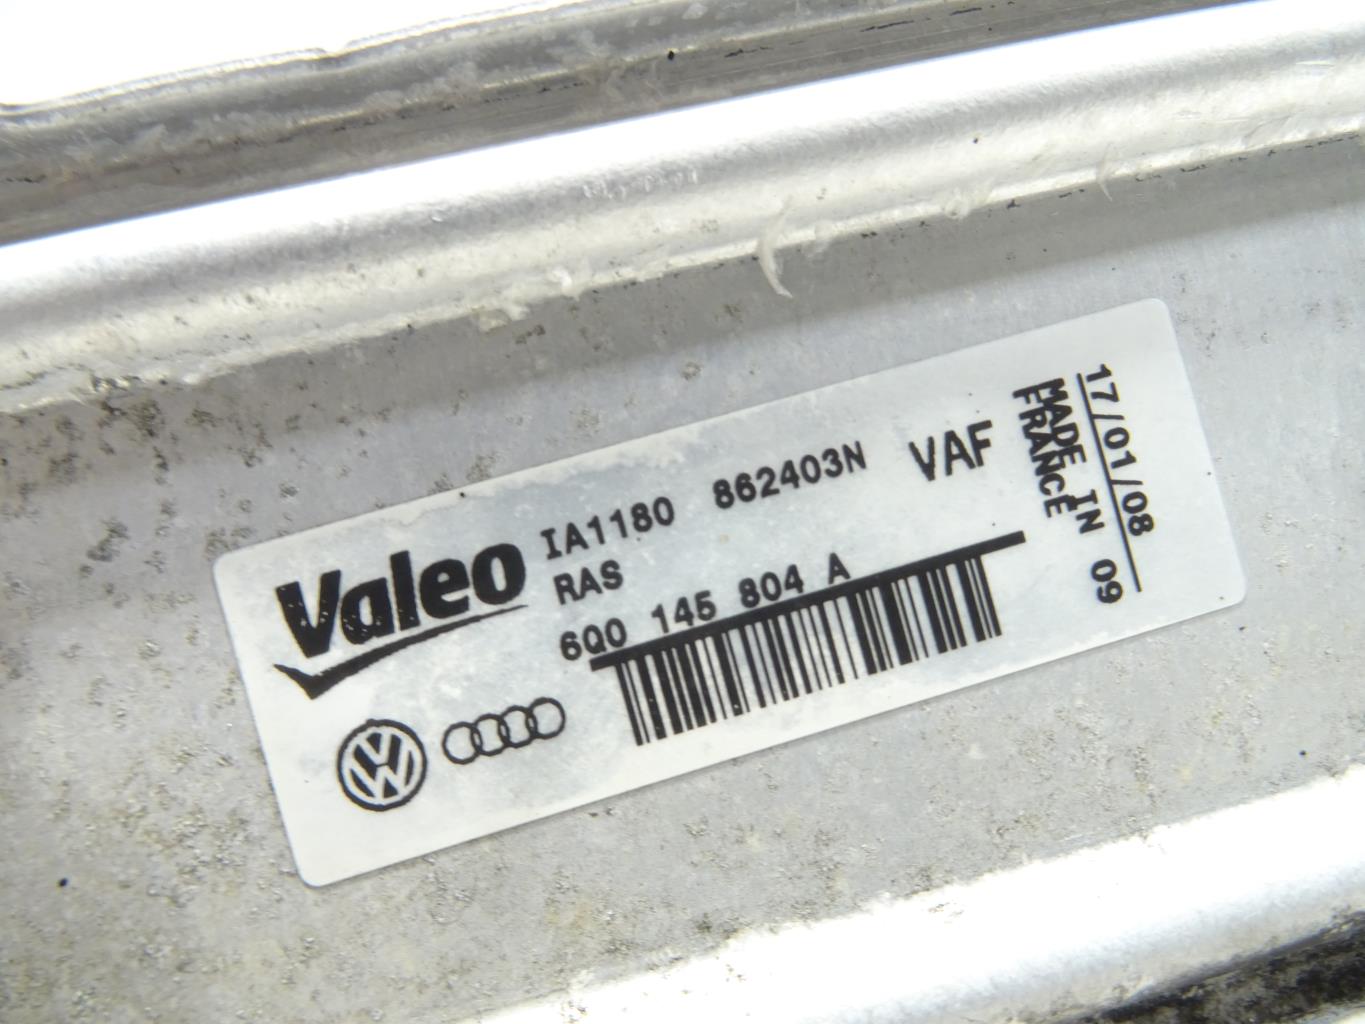 Valeo
IA1180 862403N VAF
RAS
6Q0 145 804 A
17/01/08
MADE IN 09
FRANCE